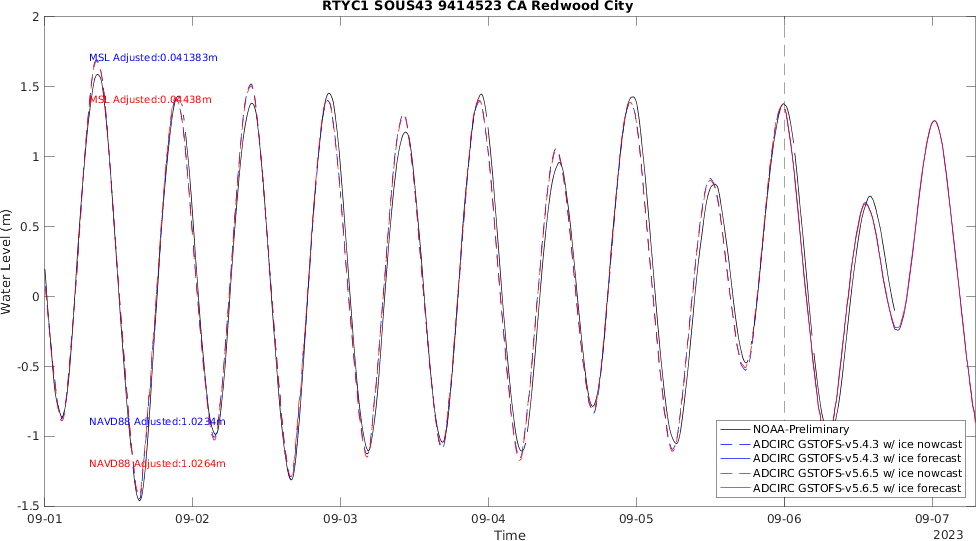 RTYC1 SOUS43 9414523 CA Redwood City
2
1.5
1
0.5
0
-0.5
-1
-1.5
Water Level (m)
MSL Adjusted:0.041383m
MSL Adjusted:0.04438m
NAVD88 Adjusted:1.0234m
NAVD88 Adjusted:1.0264m
NOAA-Preliminary
ADCIRC GSTOFS-v5.4.3 w/ ice nowcast
ADCIRC GSTOFS-v5.4.3 w/ ice forecast
ADCIRC GSTOFS-v5.6.5 w/ ice nowcast
ADCIRC GSTOFS-v5.6.5 w/ ice forecast
09-01 09-02 09-03 09-04 09-05 09-06 09-07
Time
2023